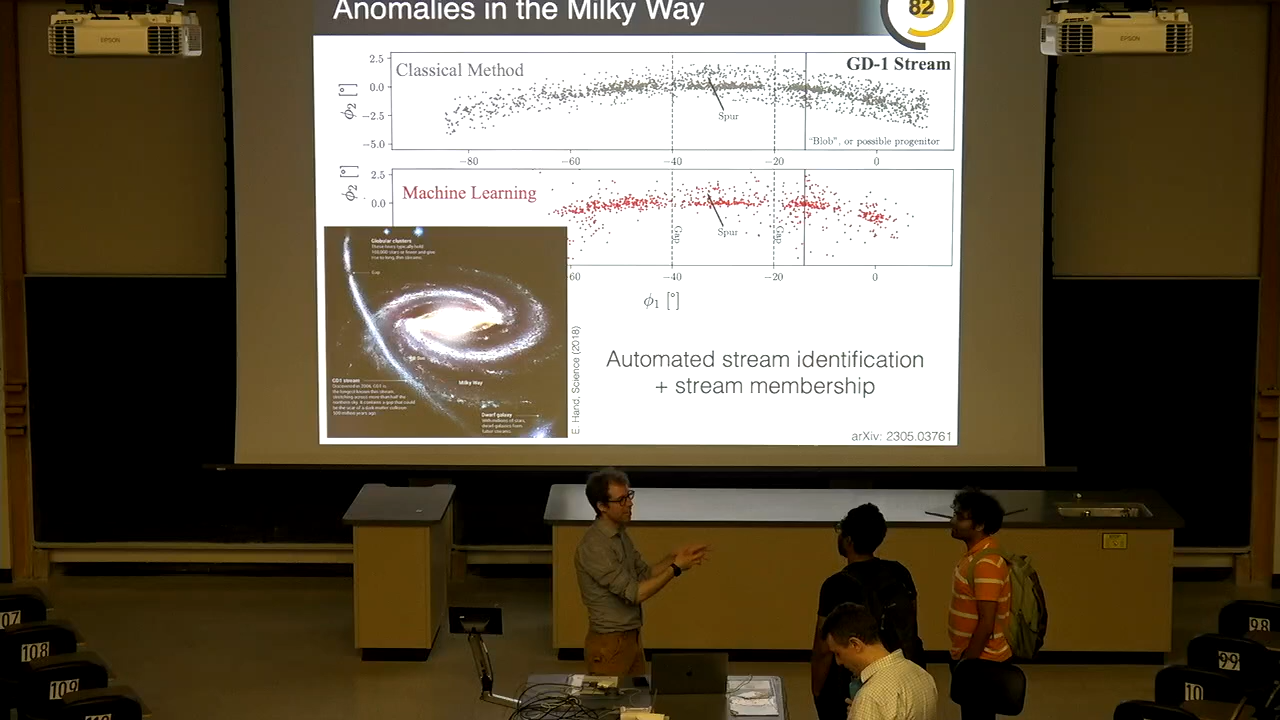 Anomalies in the Milky Way
82
EPSON
EPSON
2.5
0.0
−2.5
−5.0
ϕ2 [°]
Classical Method
GD-1 Stream
Spur
"Blob", or possible progenitor
−80
−60
−40
−20
0
2.5
0.0
ϕ2 [°]
Machine Learning
Gap
Spur
Gap
60
−40
−20
0
ϕ1 [°]
Globular clusters
Gap
GD1 stream
Milky Way
Dwarf galaxy
E. Hand, Science (2018)
Automated stream identification
+ stream membership
arXiv: 2305.03761
07
108
109
98
99
10